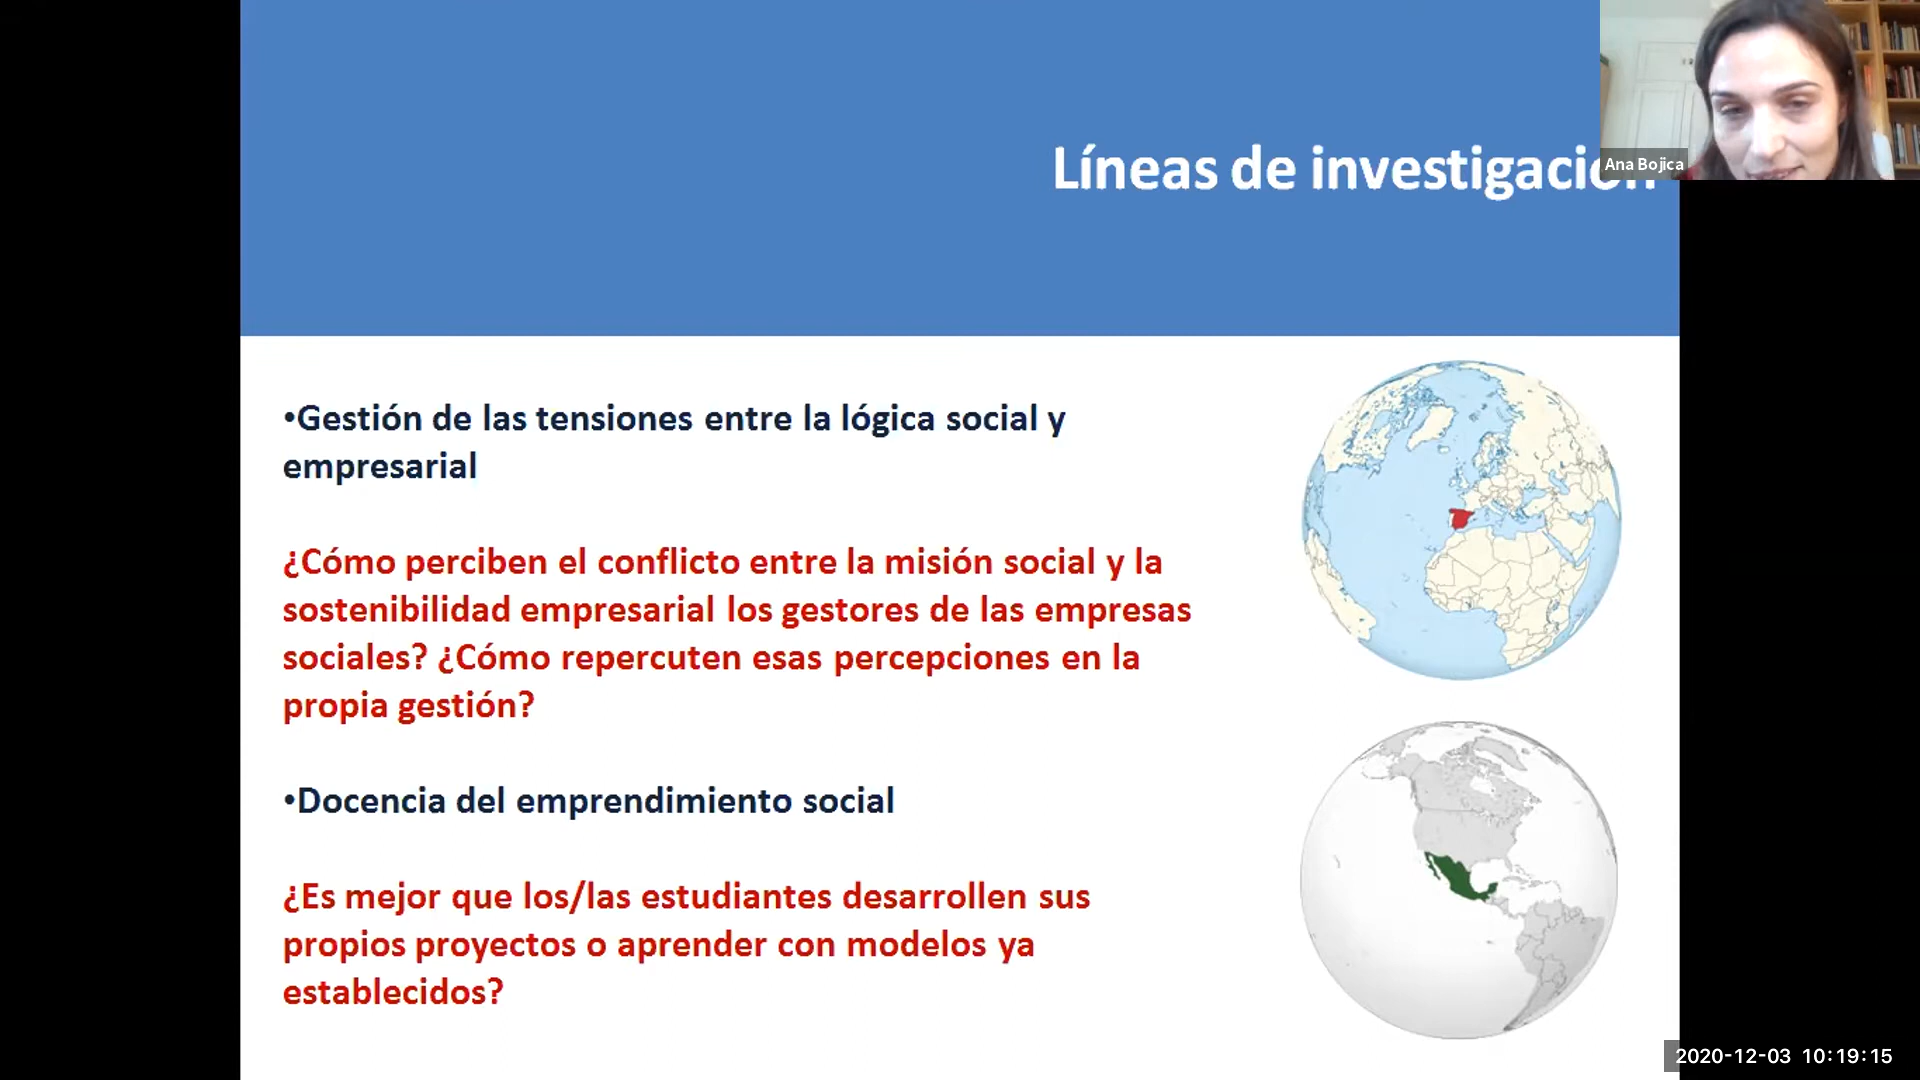 Líneas de investigación
Ana Bojica
•Gestión de las tensiones entre la lógica social y
empresarial
¿Cómo perciben el conflicto entre la misión social y la
sostenibilidad empresarial los gestores de las empresas
sociales? ¿Cómo repercuten esas percepciones en la
propia gestión?
•Docencia del emprendimiento social
¿Es mejor que los/las estudiantes desarrollen sus
propios proyectos o aprender con modelos ya
establecidos?
2020-12-03 10:19:15